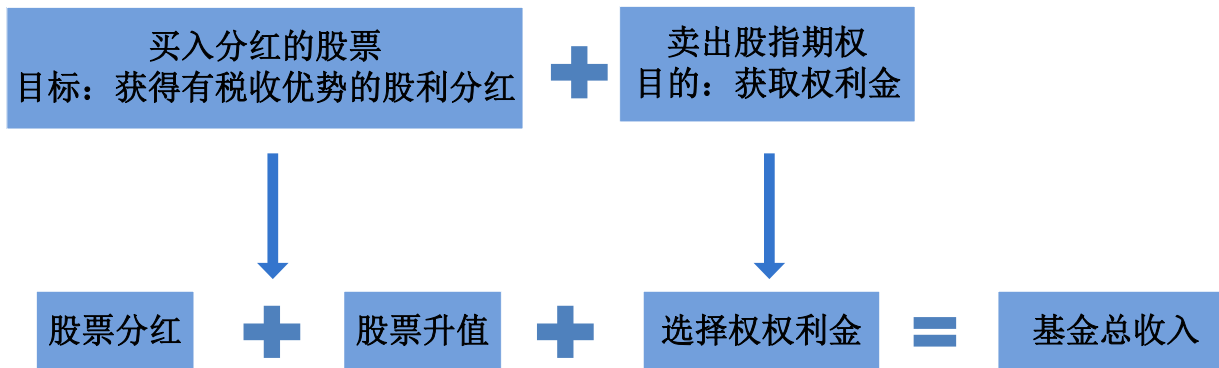 买入分红的股票
目标：获得有税收优势的股利分红
卖出股指期权
目的：获取权利金
股票分红
股票升值
选择权权利金
基金总收入